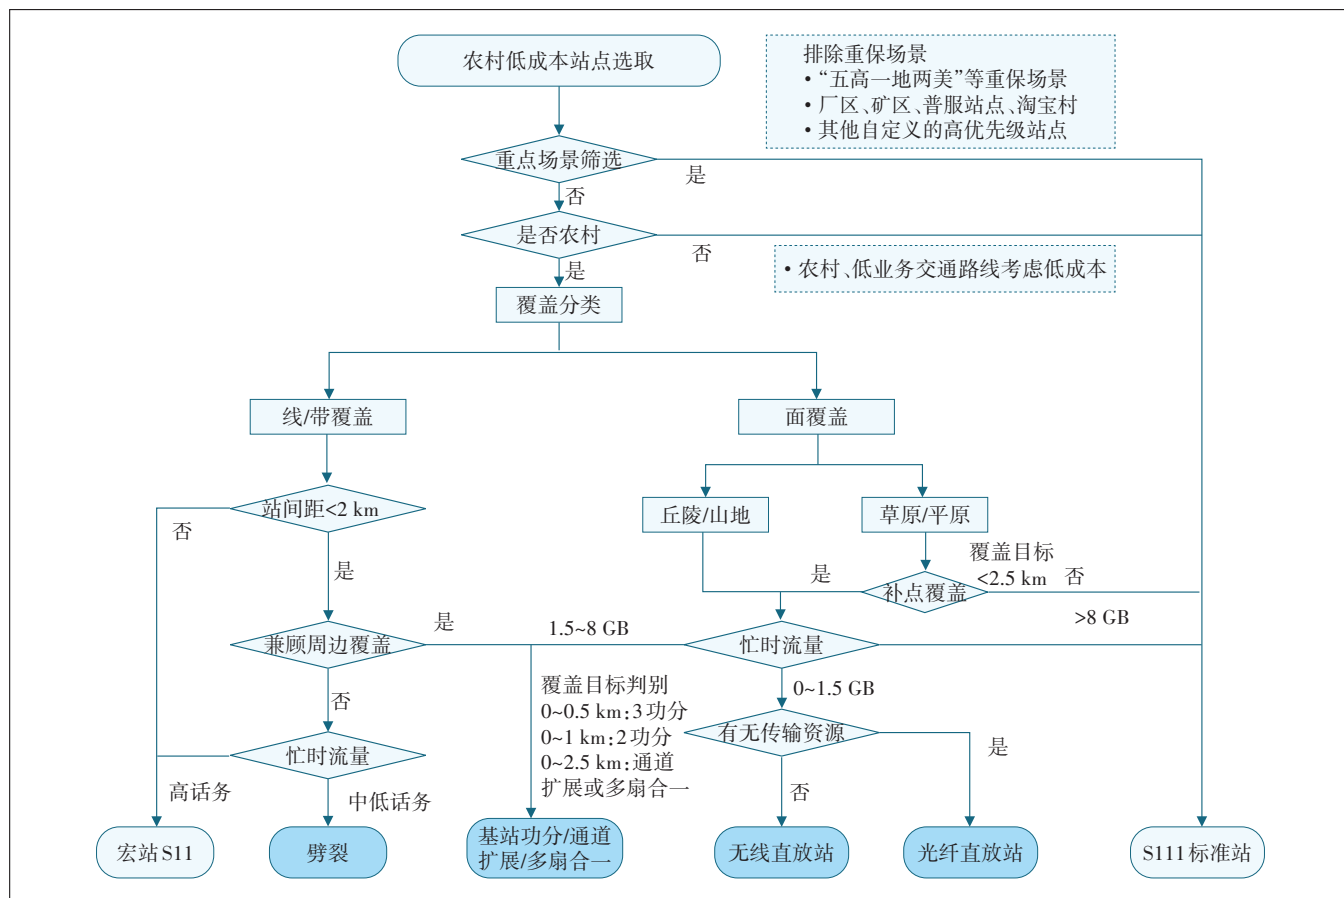 农村低成本站点选取
排除重保场景
• “五高一地两美”等重保场景
• 厂区、矿区、普服站点、淘宝村
• 其他自定义的高优先级站点
重点场景筛选
是
否
是否农村
否
• 农村、低业务交通路线考虑低成本
是
覆盖分类
线/带覆盖
面覆盖
站间距<2 km
否
丘陵/山地
草原/平原
覆盖目标
<2.5 km
是
是
补点覆盖
否
兼顾周边覆盖
是
1.5~8 GB
忙时流量
>8 GB
否
覆盖目标判别
0~0.5 km:3功分
0~1 km:2功分
0~2.5 km:通道
扩展或多扇合一
0~1.5 GB
有无传输资源
是
忙时流量
高话务
中低话务
否
宏站 S11
劈裂
基站功分/通道
扩展/多扇合一
无线直放站
光纤直放站
S111 标准站